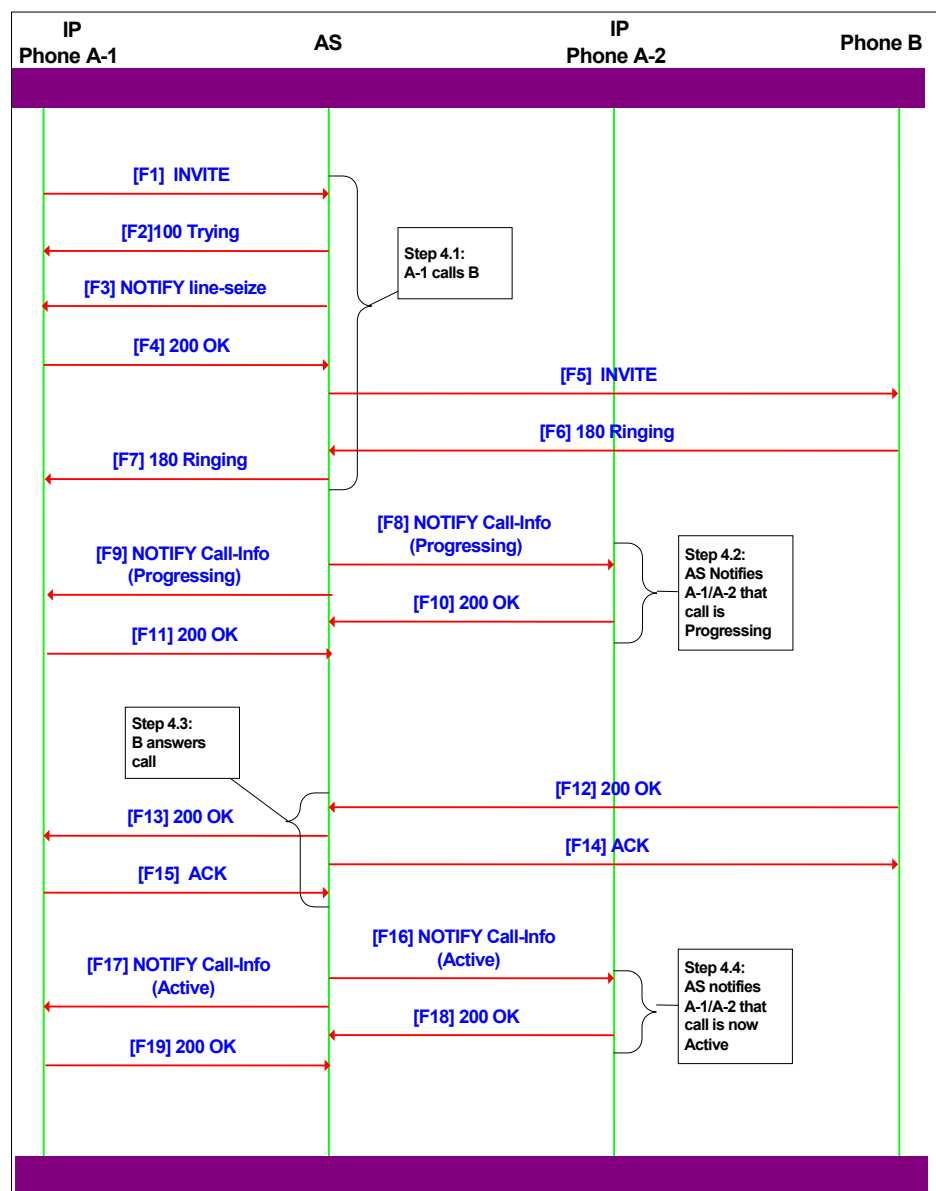 IP
Phone A-1
AS
IP
Phone A-2
Phone B
[F1]  INVITE
[F2]100 Trying
Step 4.1:
A-1 calls B
[F3] NOTIFY line-seize
[F4] 200 OK
[F5]  INVITE
[F6] 180 Ringing
[F7] 180 Ringing
[F8] NOTIFY Call-Info
(Progressing)
[F9] NOTIFY Call-Info
(Progressing)
Step 4.2:
AS Notifies
A-1/A-2 that
call is
Progressing
[F10] 200 OK
[F11] 200 OK
Step 4.3:
B answers
call
[F12] 200 OK
[F13] 200 OK
[F14] ACK
[F15]  ACK
[F16] NOTIFY Call-Info
(Active)
[F17] NOTIFY Call-Info
(Active)
Step 4.4:
AS notifies
A-1/A-2 that
call is now
Active
[F18] 200 OK
[F19] 200 OK